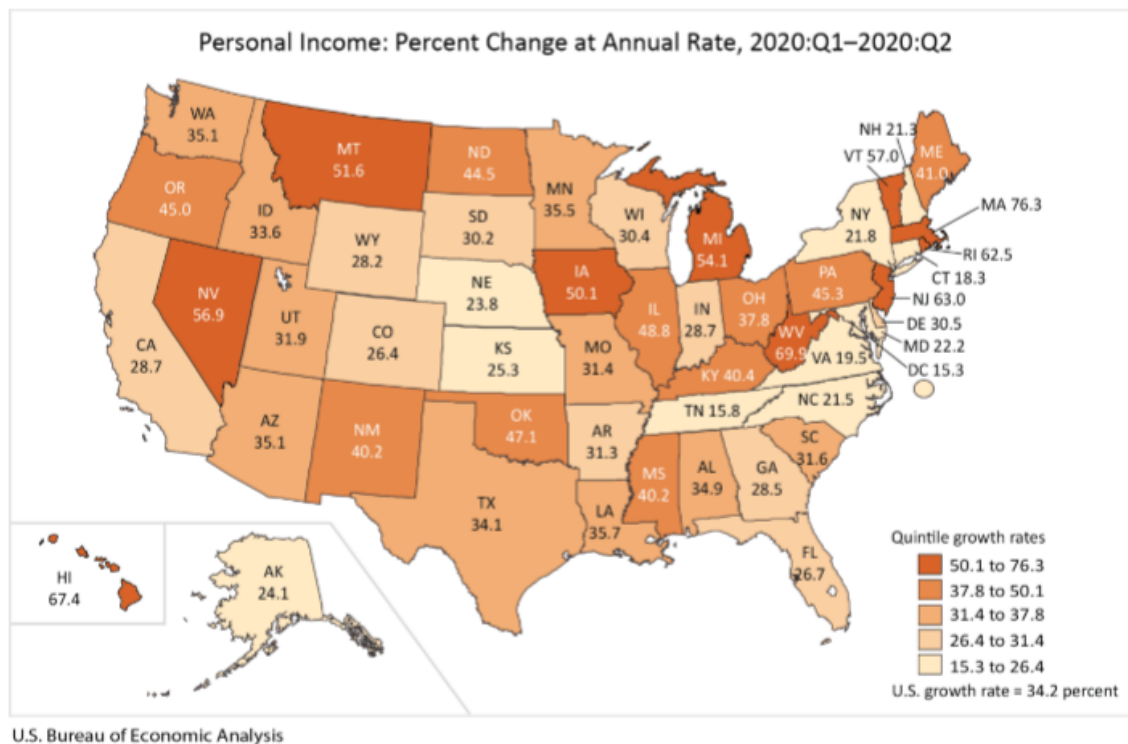 Personal Income: Percent Change at Annual Rate, 2020:Q1–2020:Q2
WA
35.1
MT
51.6
ND
44.5
MN
35.5
OR
45.0
ID
33.6
SD
30.2
WI
30.4
WY
28.2
MI
54.1
NH 21.3
VT 57.0
ME
41.0
NY
21.8
MA 76.3
RI 62.5
CT 18.3
NJ 63.0
DE 30.5
MD 22.2
DC 15.3
PA
45.3
IA
50.1
NE
23.8
NV
56.9
UT
31.9
CO
26.4
CA
28.7
IL
48.8
IN
28.7
OH
37.8
WV
69.9
VA 19.5
KS
25.3
MO
31.4
KY 40.4
TN 15.8
NC 21.5
AZ
35.1
NM
40.2
OK
47.1
AR
31.3
SC
31.6
MS
40.2
AL
34.9
GA
28.5
TX
34.1
LA
35.7
FL
26.7
HI
67.4
AK
24.1
Quintile growth rates
50.1 to 76.3
37.8 to 50.1
31.4 to 37.8
26.4 to 31.4
15.3 to 26.4
U.S. growth rate = 34.2 percent
U.S. Bureau of Economic Analysis